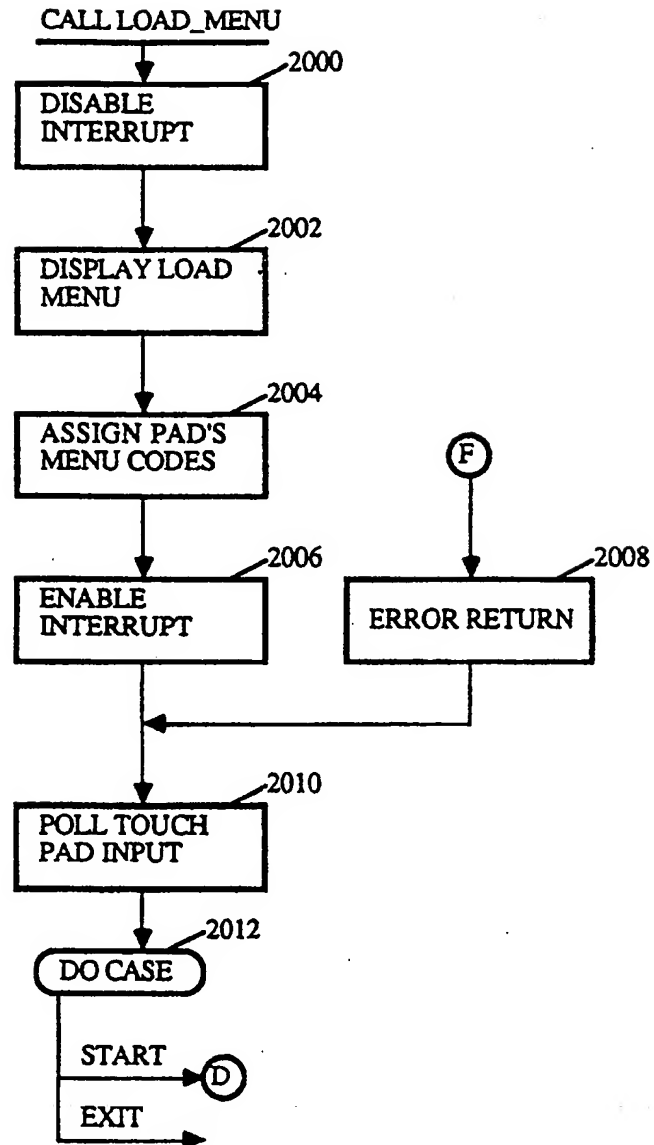 CALL LOAD_MENU
2000
DISABLE
INTERRUPT
2002
DISPLAY LOAD
MENU
2004
ASSIGN PAD'S
MENU CODES
F
2006
ENABLE
INTERRUPT
2008
ERROR RETURN
2010
POLL TOUCH
PAD INPUT
2012
DO CASE
START
D
EXIT